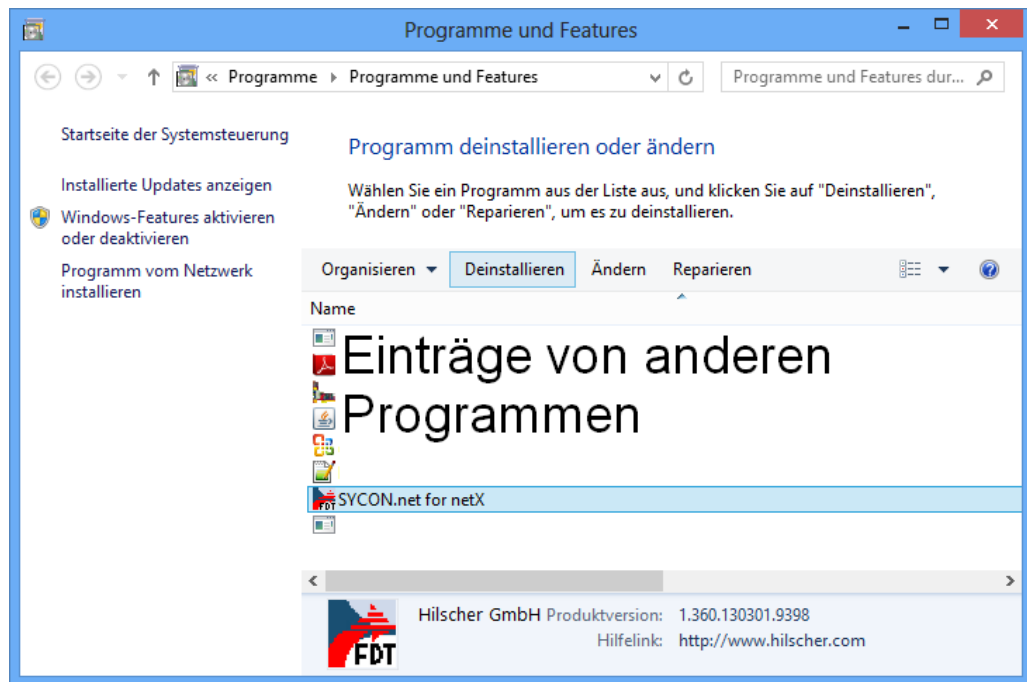 Programme und Features
« Programme ▸ Programme und Features
Programme und Features dur...
Startseite der Systemsteuerung
Installierte Updates anzeigen
Windows-Features aktivieren
oder deaktivieren
Programm vom Netzwerk
installieren
Programm deinstallieren oder ändern
Wählen Sie ein Programm aus der Liste aus, und klicken Sie auf "Deinstallieren",
"Ändern" oder "Reparieren", um es zu deinstallieren.
Organisieren Deinstallieren Ändern Reparieren
Name
Einträge von anderen
Programmen
FDT SYCON.net for netX
FDT
Hilscher GmbH Produktversion: 1.360.130301.9398
Hilfelink: http://www.hilscher.com